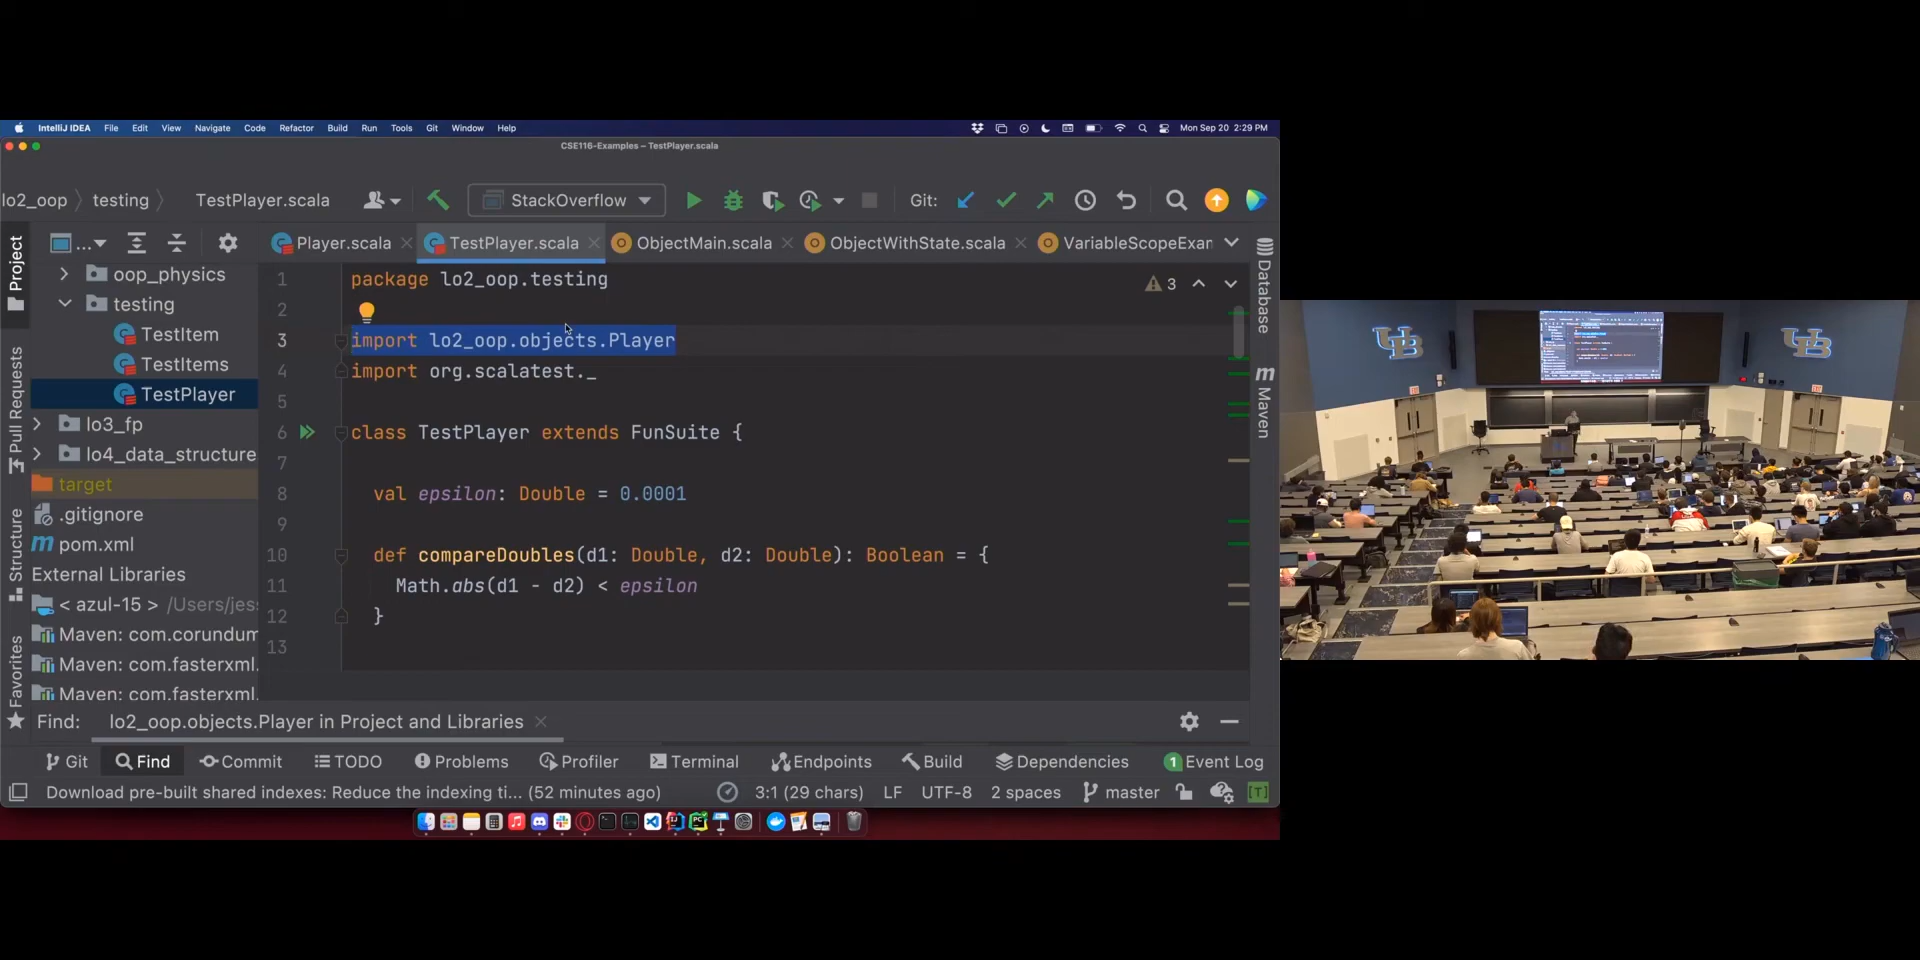 IntelliJ IDEA File Edit View Navigate Code Refactor Build Run Tools Git Window Help Mon Sep 20 2:29 PM
CSE116-Examples – TestPlayer.scala
lo2_oop testing TestPlayer.scala StackOverflow Git:
Project
... Player.scala TestPlayer.scala ObjectMain.scala ObjectWithState.scala VariableScopeExar
Database
Maven
Pull Requests
Structure
Favorites
oop_physics
testing
TestItem
TestItems
TestPlayer
lo3_fp
lo4_data_structure
target
.gitignore
pom.xml
External Libraries
< azul-15 > /Users/jes
Maven: com.corundum
Maven: com.fasterxml.
Maven: com.fasterxml.
3
1 package lo2_oop.testing
2
3 import lo2_oop.objects.Player
4 import org.scalatest._
5
6 class TestPlayer extends FunSuite {
7
8 val epsilon: Double = 0.0001
9
10 def compareDoubles(d1: Double, d2: Double): Boolean = {
11 Math.abs(d1 - d2) < epsilon
12 }
13
Find: lo2_oop.objects.Player in Project and Libraries
Git Find Commit TODO Problems Profiler Terminal Endpoints Build Dependencies 1 Event Log
Download pre-built shared indexes: Reduce the indexing ti... (52 minutes ago) 3:1 (29 chars) LF UTF-8 2 spaces master [T]
UB
UB